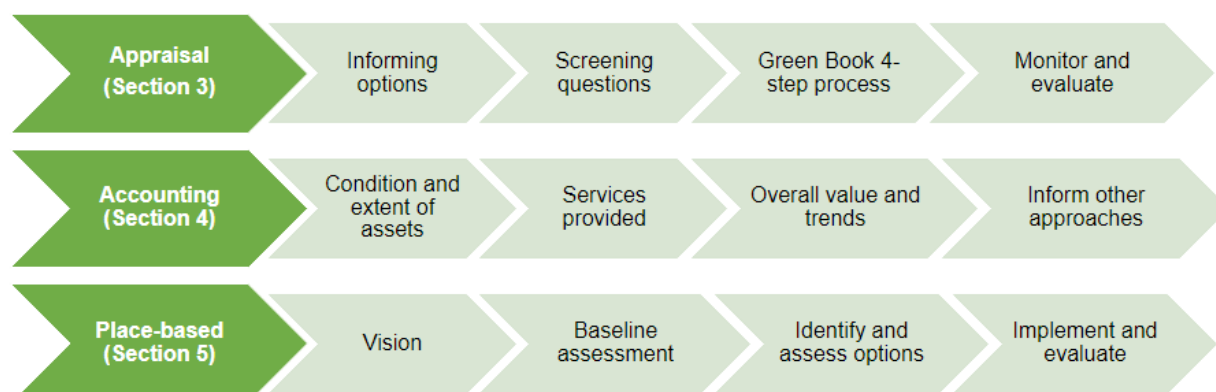 Appraisal
(Section 3)
Informing
options
Screening
questions
Green Book 4-
step process
Monitor and
evaluate
Accounting
(Section 4)
Condition and
extent of
assets
Services
provided
Overall value and
trends
Inform other
approaches
Place-based
(Section 5)
Vision
Baseline
assessment
Identify and
assess options
Implement and
evaluate